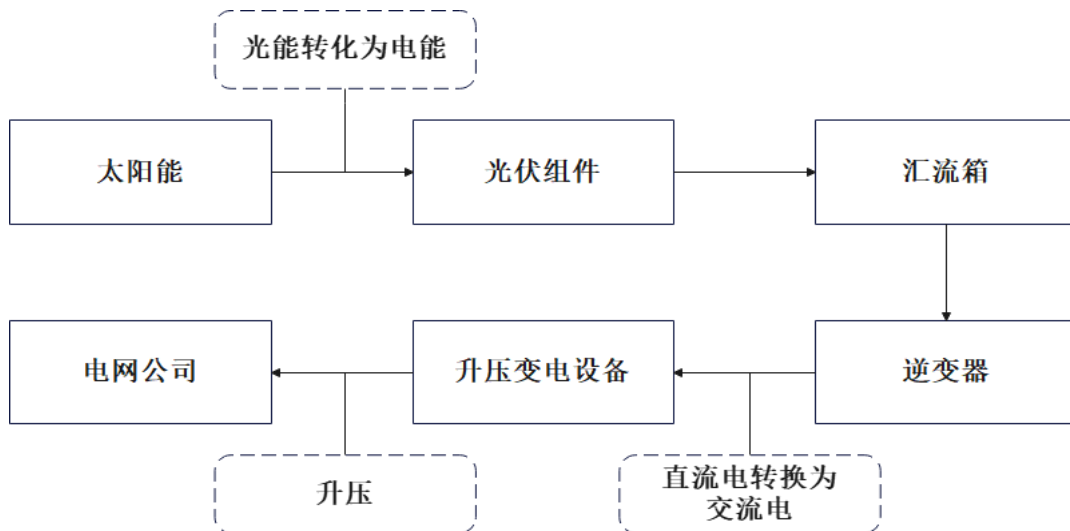 光能转化为电能
太阳能
光伏组件
汇流箱
电网公司
升压变电设备
逆变器
升压
直流电转换为
交流电